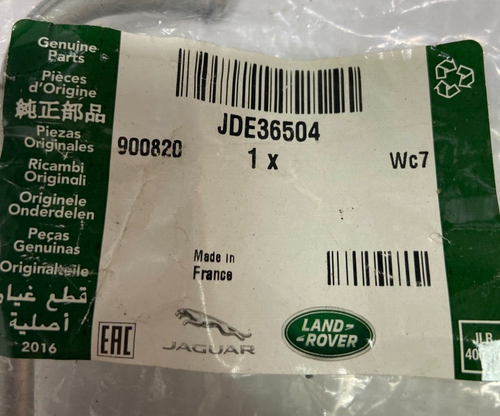 Genuine
Parts
Pièces
d'Origine
純正部品
Piezas
Originales
Ricambi
Originali
Originele
Onderdelen
Peças
Genuinas
Originalteile
قطع غيار
أصلية
2016
JDE36504
900820
1 x
Wc7
Made in
France
EAC
JAGUAR
LAND-
-ROVER
JLR